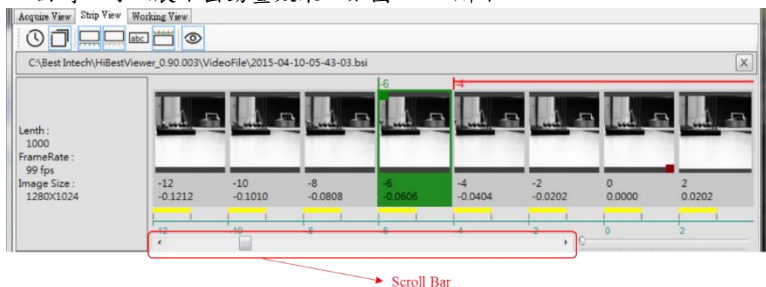 Acquire View Strip View Working View
abc
C:\Best Intech\HiBestViewer_0.90.003\VideoFile\2015-04-10-05-43-03.bsi
X
-6 -4
Lenth :
1000
FrameRate :
99 fps
Image Size :
1280X1024
-12 -10 -8 -6 -4 -2 0 2
-0.1212 -0.1010 -0.0808 -0.0606 -0.0404 -0.0202 0.0000 0.0202
-12 -10 -8 -6 -4 -2 0 2
Scroll Bar